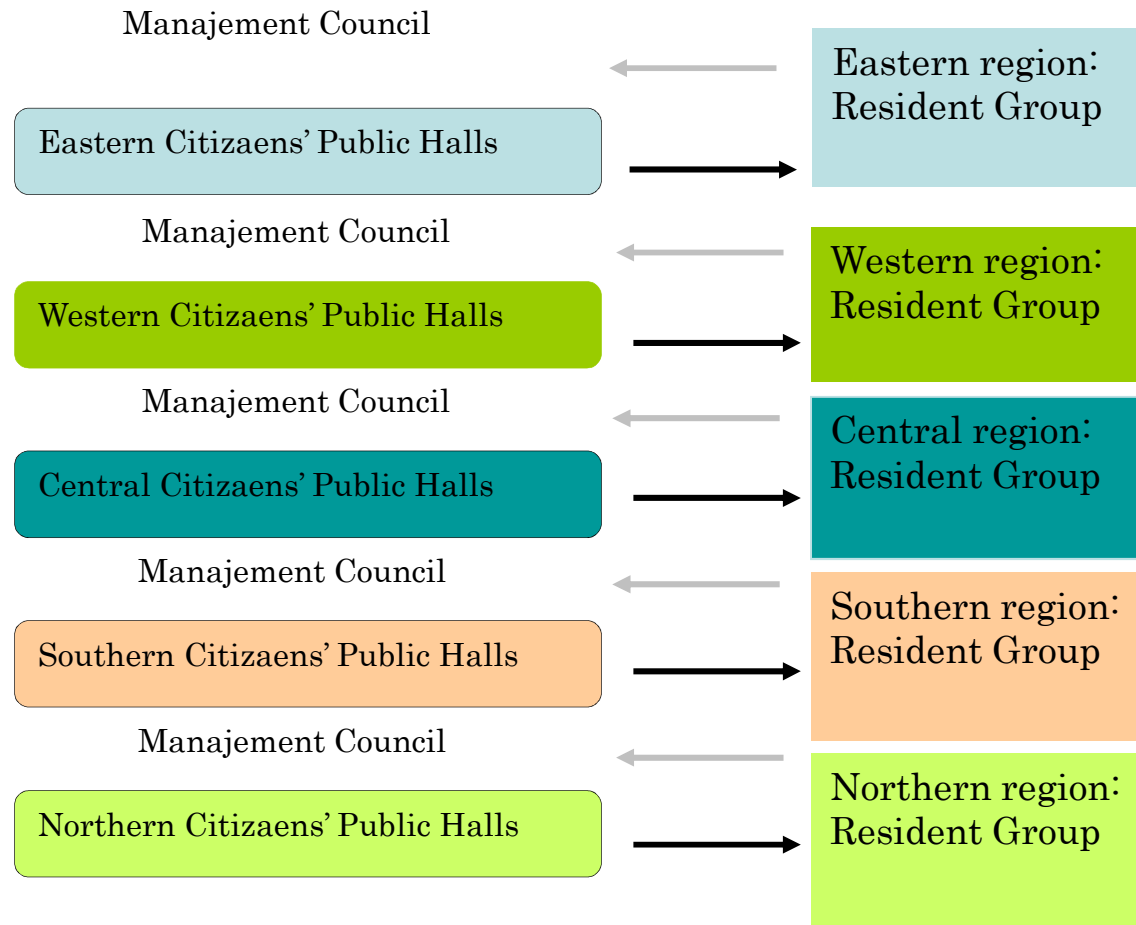 Manajement Council
Eastern region:
Resident Group
Eastern Citizaens’ Public Halls
Manajement Council
Western region:
Resident Group
Western Citizaens’ Public Halls
Manajement Council
Central region:
Resident Group
Central Citizaens’ Public Halls
Manajement Council
Southern region:
Resident Group
Southern Citizaens’ Public Halls
Manajement Council
Northern region:
Resident Group
Northern Citizaens’ Public Halls